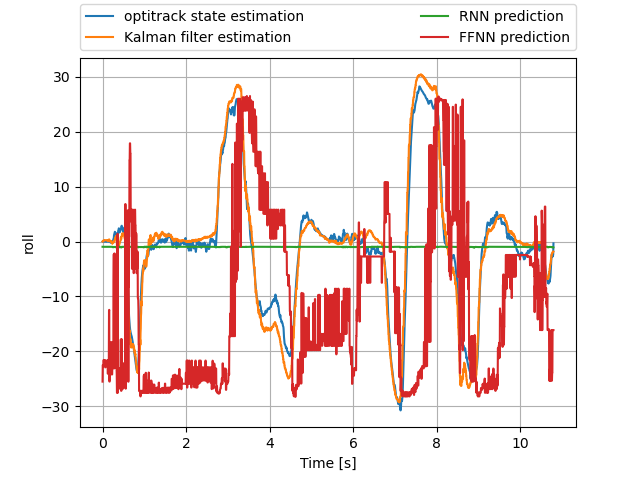 optitrack state estimation
Kalman filter estimation
RNN prediction
FFNN prediction
30
20
10
0
−10
−20
−30
roll
0 2 4 6 8 10
Time [s]